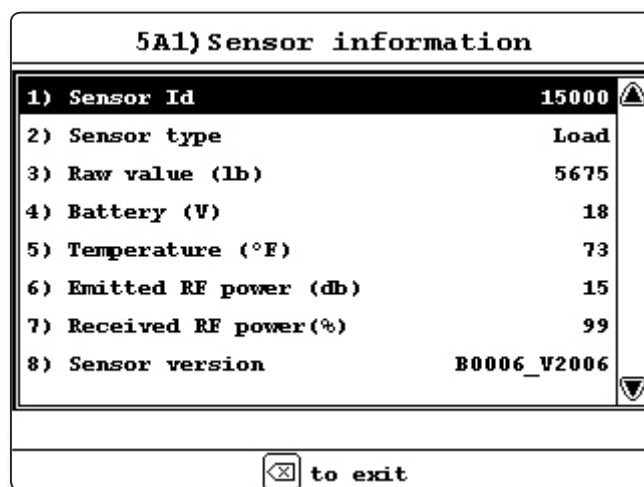 5A1) Sensor information
1) Sensor Id 15000
2) Sensor type Load
3) Raw value (lb) 5675
4) Battery (V) 18
5) Temperature (°F) 73
6) Emitted RF power (db) 15
7) Received RF power(%) 99
8) Sensor version B0006_V2006
to exit